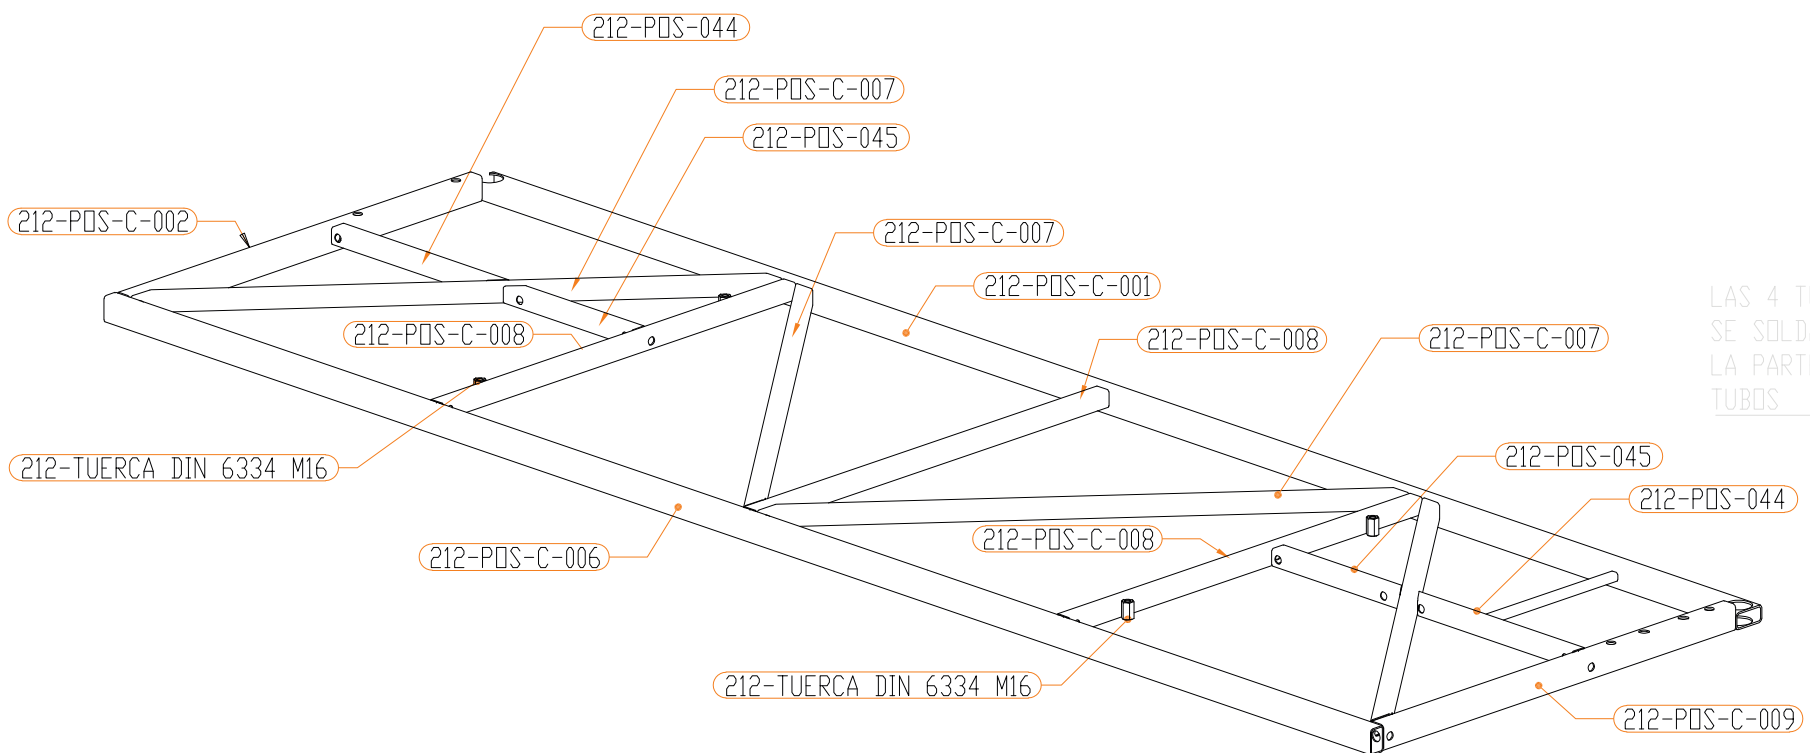 212-POS-044
212-POS-C-007
212-POS-045
212-POS-C-002
212-POS-C-007
212-POS-C-001
212-POS-C-008
212-POS-C-008
212-POS-C-007
LAS 4
SE
LA
TUBOS
212-TUERCA DIN 6334 M16
212-POS-045
212-POS-044
212-POS-C-006
212-POS-C-008
212-TUERCA DIN 6334 M16
212-POS-C-009